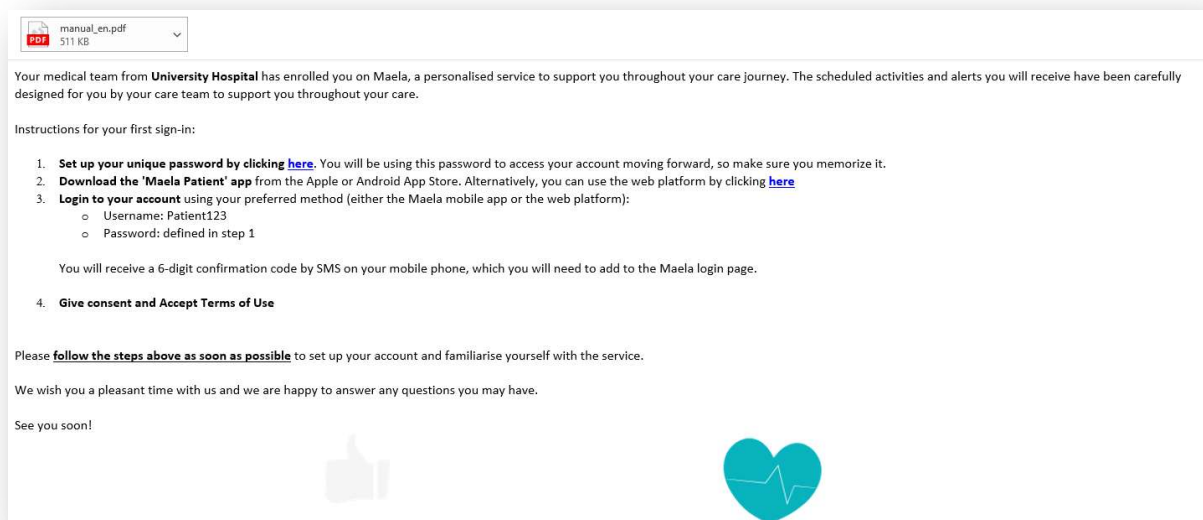 manual_en.pdf
PDF
511 KB
Your medical team from University Hospital has enrolled you on Maela, a personalised service to support you throughout your care journey. The scheduled activities and alerts you will receive have been carefully
designed for you by your care team to support you throughout your care.
Instructions for your first sign-in:
1. Set up your unique password by clicking here. You will be using this password to access your account moving forward, so make sure you memorize it.
2. Download the 'Maela Patient' app from the Apple or Android App Store. Alternatively, you can use the web platform by clicking here
3. Login to your account using your preferred method (either the Maela mobile app or the web platform):
o Username: Patient123
o Password: defined in step 1
You will receive a 6-digit confirmation code by SMS on your mobile phone, which you will need to add to the Maela login page.
4. Give consent and Accept Terms of Use
Please follow the steps above as soon as possible to set up your account and familiarise yourself with the service.
We wish you a pleasant time with us and we are happy to answer any questions you may have.
See you soon!